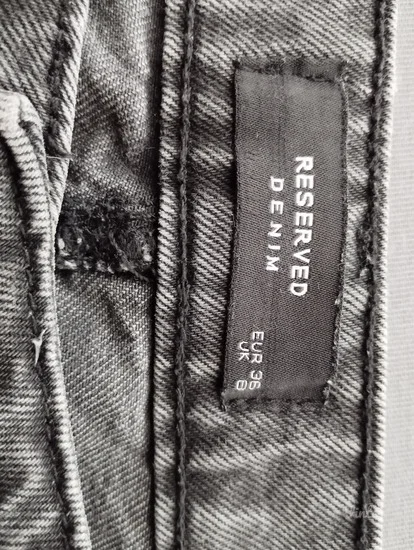 RESERVED
DENIM
EUR 36
UK 8